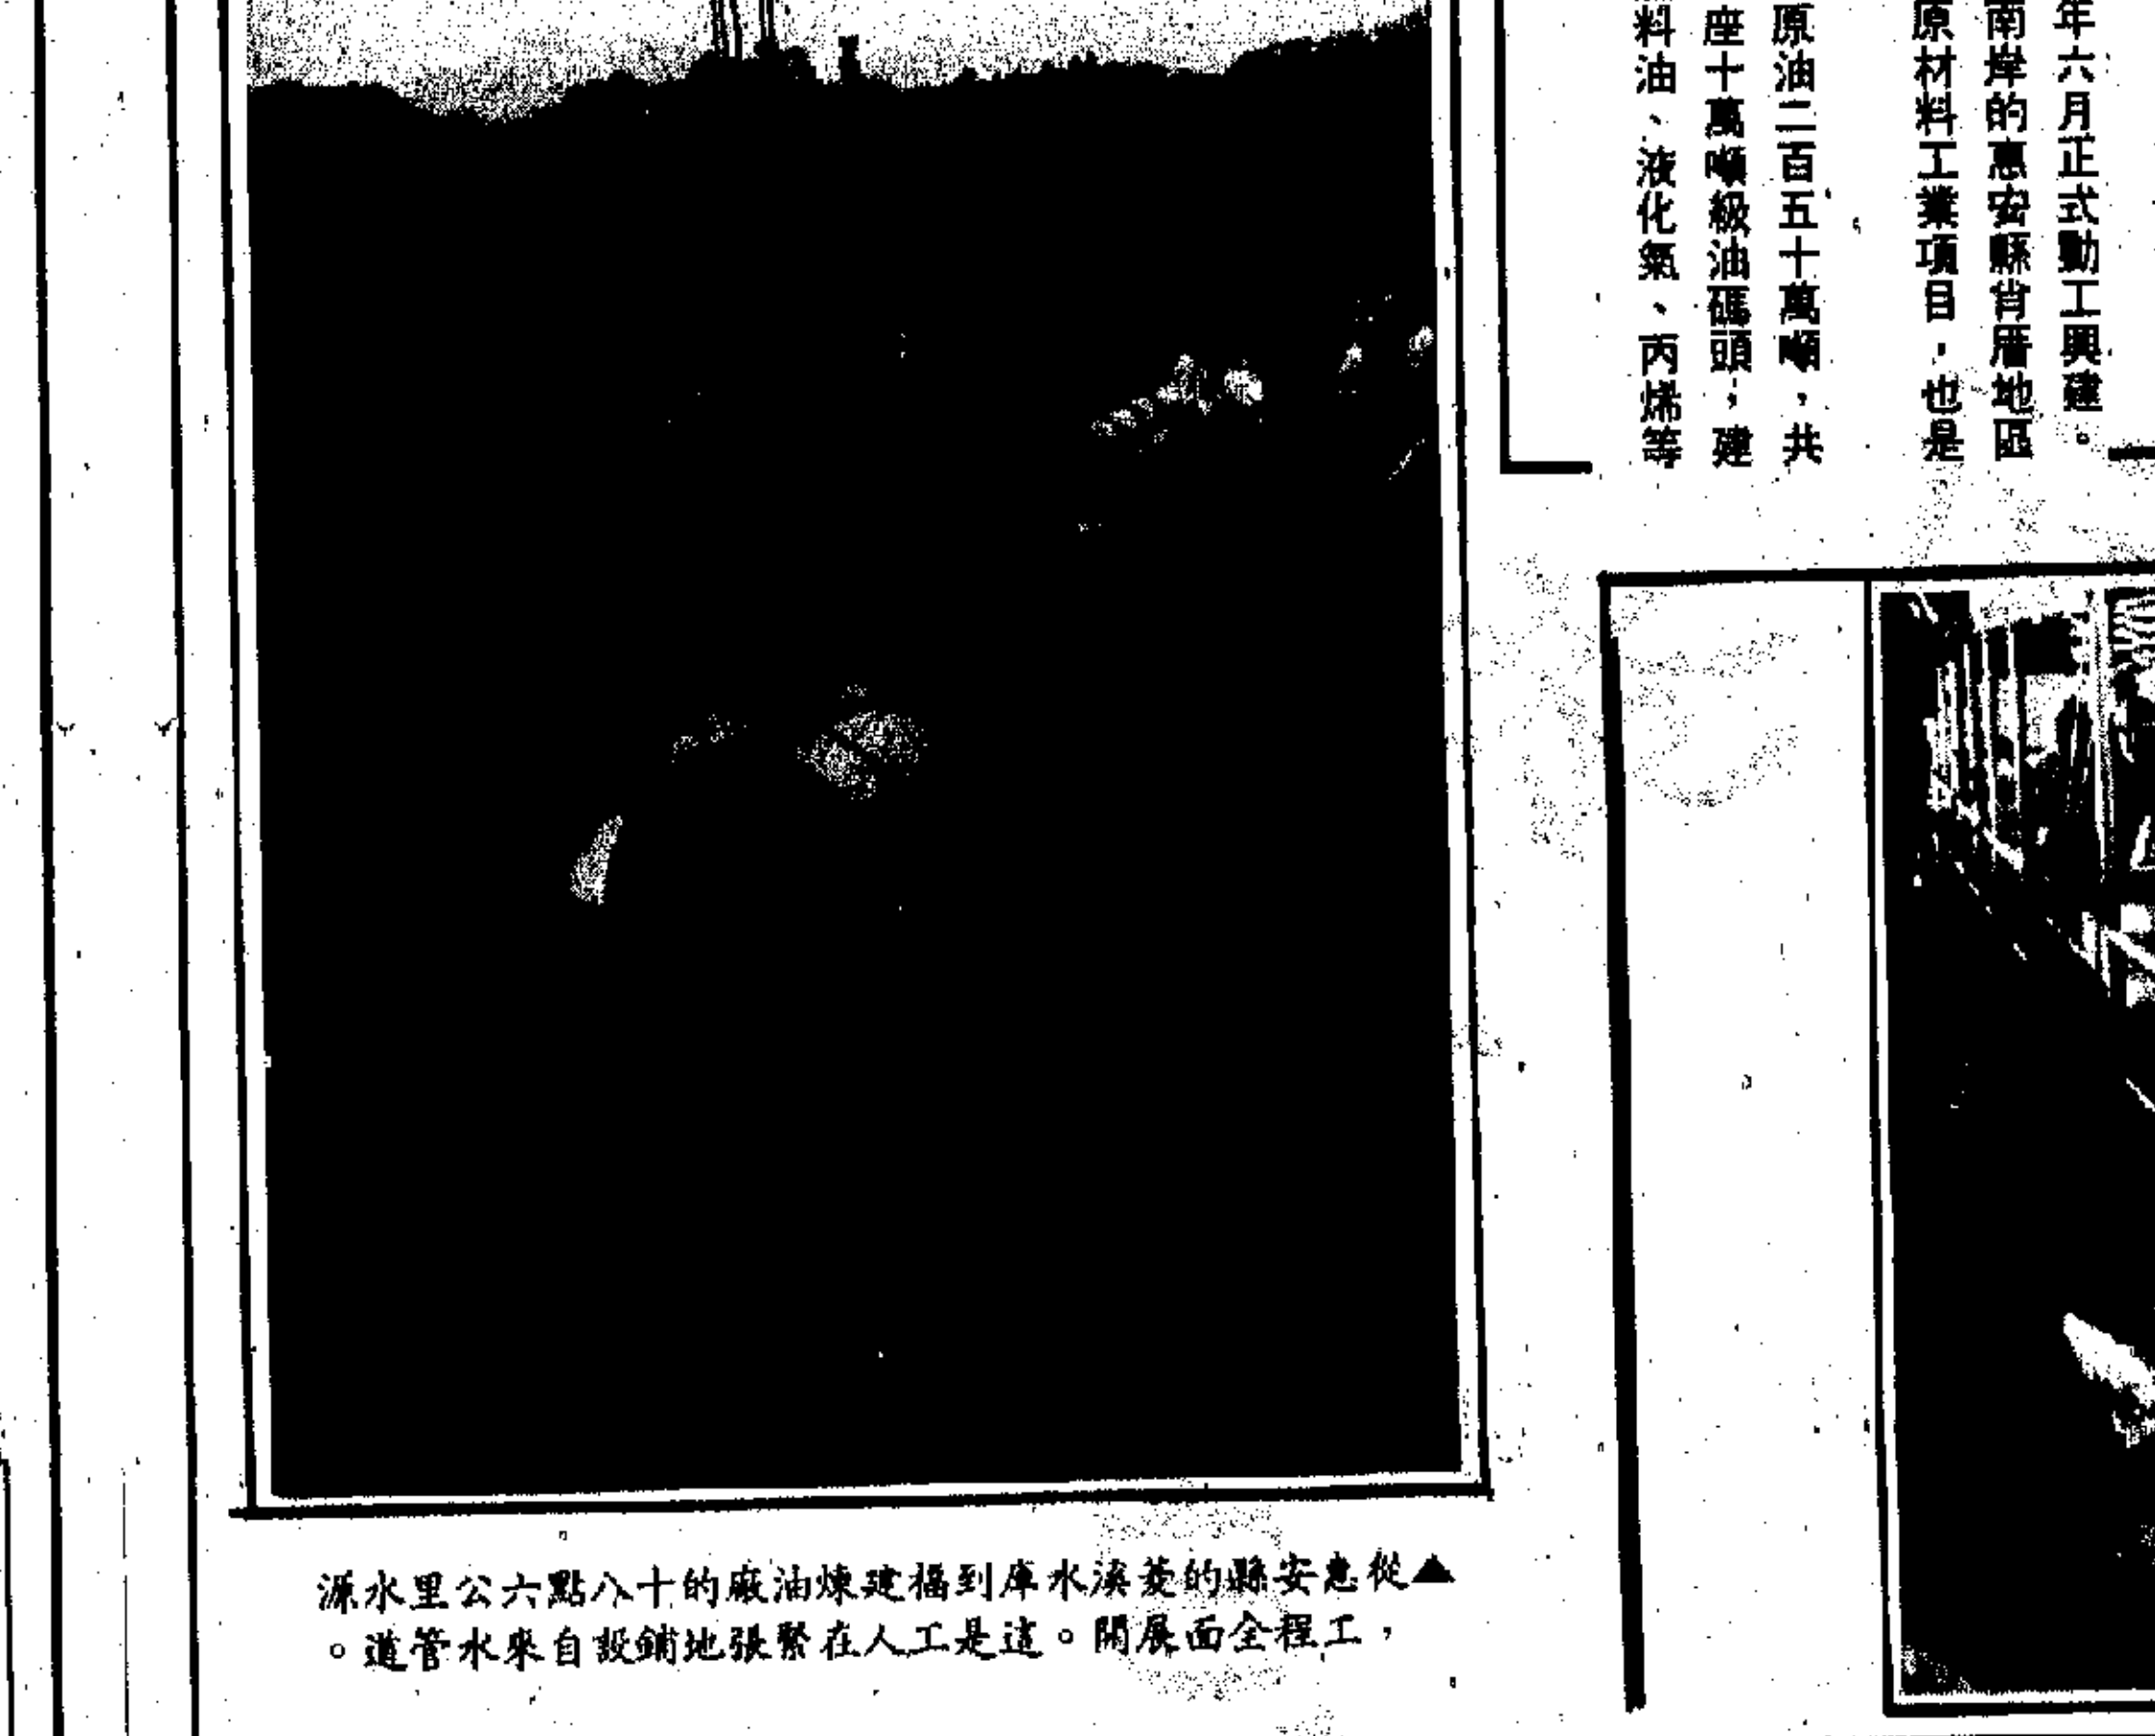 年六月正式動工興建。
南岸的惠安縣肖厝地區
原材料工業項目，也是
原油二百五十萬噸，共
座十萬噸級油碼頭，建
料油、液化氣、丙烯等
▲從惠安縣的菱溪水庫到福建煉油廠的十八點六公里水源
，工程全面展開。這是工人在緊張地鋪設自來水管道。